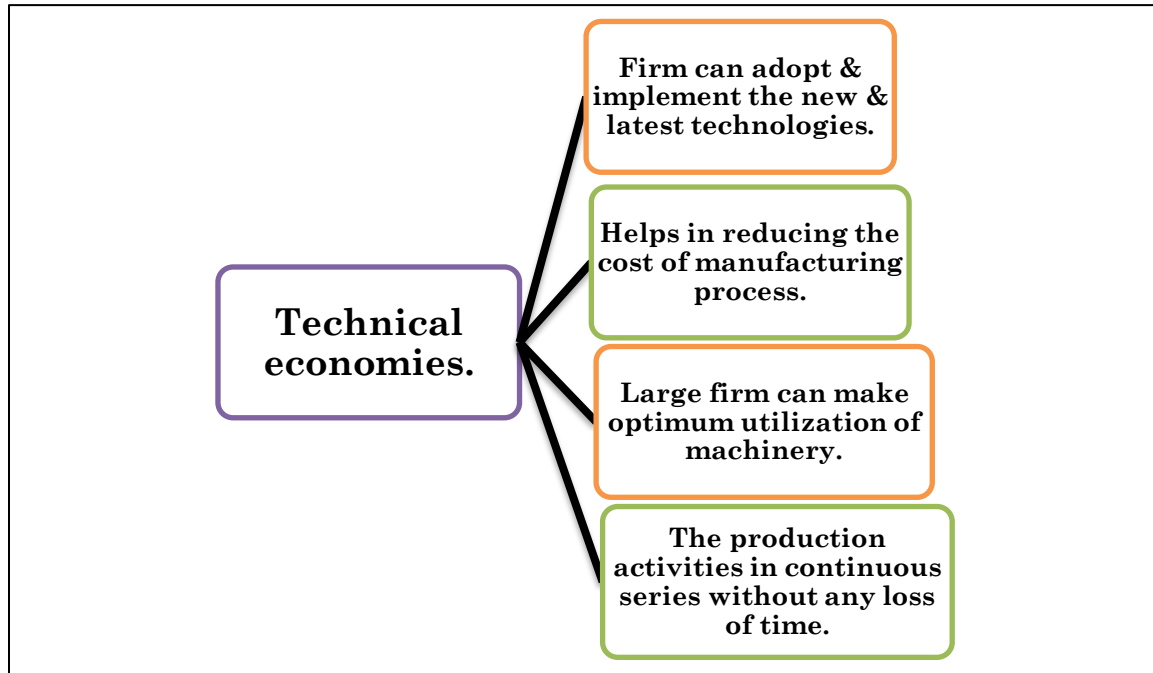 Firm can adopt &
implement the new &
latest technologies.
Helps in reducing the
cost of manufacturing
process.
Technical
economies.
Large firm can make
optimum utilization of
machinery.
The production
activities in continuous
series without any loss
of time.